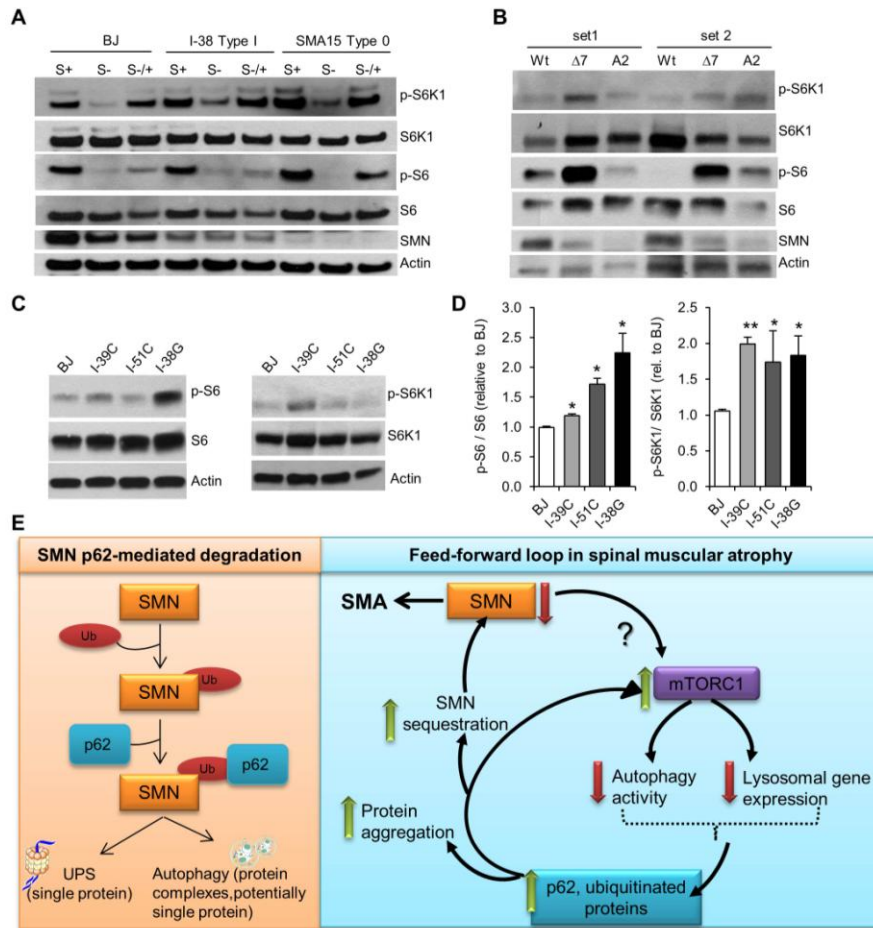 A
BJ
I-38 Type I
SMA15 Type 0
S+ S- S-/+ S+ S- S-/+ S+ S- S-/+
p-S6K1
S6K1
p-S6
S6
SMN
Actin
B
set1
set 2
Wt Δ7 A2 Wt Δ7 A2
p-S6K1
S6K1
p-S6
S6
SMN
Actin
C
BJ I-39C I-51C I-38G
p-S6
S6
Actin
BJ I-39C I-51C I-38G
p-S6K1
S6K1
Actin
D
p-S6 / S6 (relative to BJ)
3.0
2.5
2.0
1.5
1.0
0.5
0.0
* * *
BJ I-39C I-51C I-38G
p-S6K1/ S6K1 (rel. to BJ)
2.5
2.0
1.5
1.0
0.5
0.0
** * *
BJ I-39C I-51C I-38G
E
SMN p62-mediated degradation
SMN
Ub
SMN
Ub
p62
SMN
Ub
p62
UPS
(single protein)
Autophagy (protein
complexes,potentially
single protein)
Feed-forward loop in spinal muscular atrophy
SMA
SMN
?
mTORC1
SMN
sequestration
Autophagy
activity
Lysosomal gene
expression
Protein
aggregation
p62, ubiquitinated
proteins